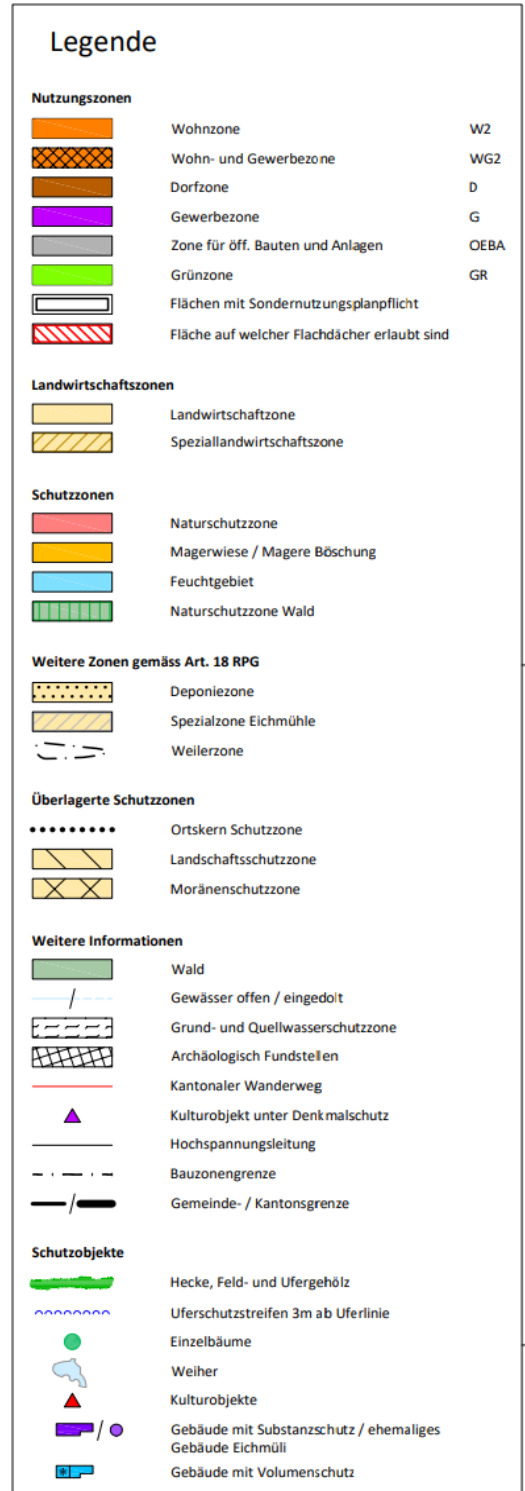 Legende
Nutzungszonen
Wohnzone W2
Wohn- und Gewerbezone WG2
Dorfzone D
Gewerbezone G
Zone für öff. Bauten und Anlagen OEBA
Grünzone GR
Flächen mit Sondernutzungsplanpflicht
Fläche auf welcher Flachdächer erlaubt sind
Landwirtschaftszonen
Landwirtschaftzone
Speziallandwirtschaftszone
Schutzzonen
Naturschutzzone
Magerwiese / Magere Böschung
Feuchtgebiet
Naturschutzzone Wald
Weitere Zonen gemäss Art. 18 RPG
Deponiezone
Spezialzone Eichmühle
Weilerzone
Überlagerte Schutzzonen
Ortskern Schutzzone
Landschaftsschutzzone
Moränenschutzzone
Weitere Informationen
Wald
/ Gewässer offen / eingedolt
Grund- und Quellwasserschutzzone
Archäologisch Fundstellen
Kantonaler Wanderweg
Kulturobjekt unter Denkmalschutz
Hochspannungsleitung
Bauzonengrenze
/ Gemeinde- / Kantonsgrenze
Schutzobjekte
Hecke, Feld- und Ufergehölz
Uferschutzstreifen 3m ab Uferlinie
Einzelbäume
Weiher
Kulturobjekte
/ Gebäude mit Substanzschutz / ehemaliges
Gebäude Eichmüli
* Gebäude mit Volumenschutz